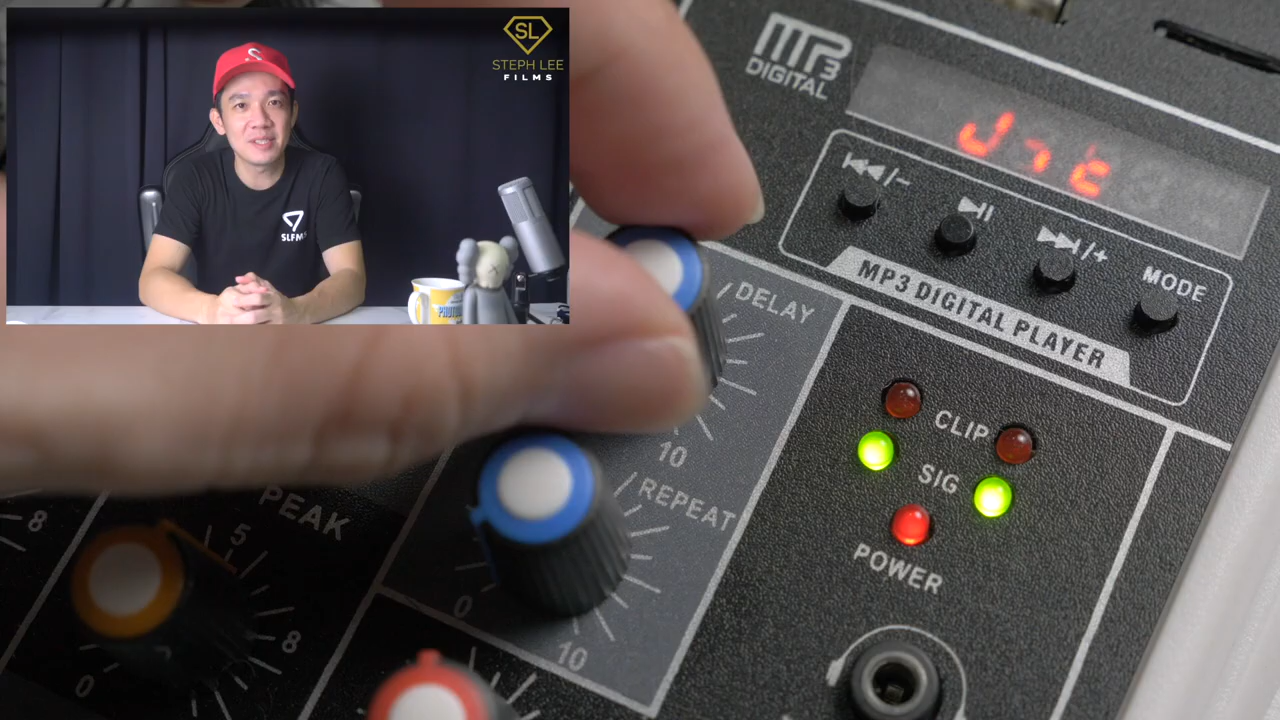 SL
STEPH LEE
FILMS
S
SLFM
MP3
DIGITAL
/-
/+
MODE
MP3 DIGITAL PLAYER
DELAY
10
REPEAT
0
10
CLIP
SIG
POWER
PEAK
8
5
8
0